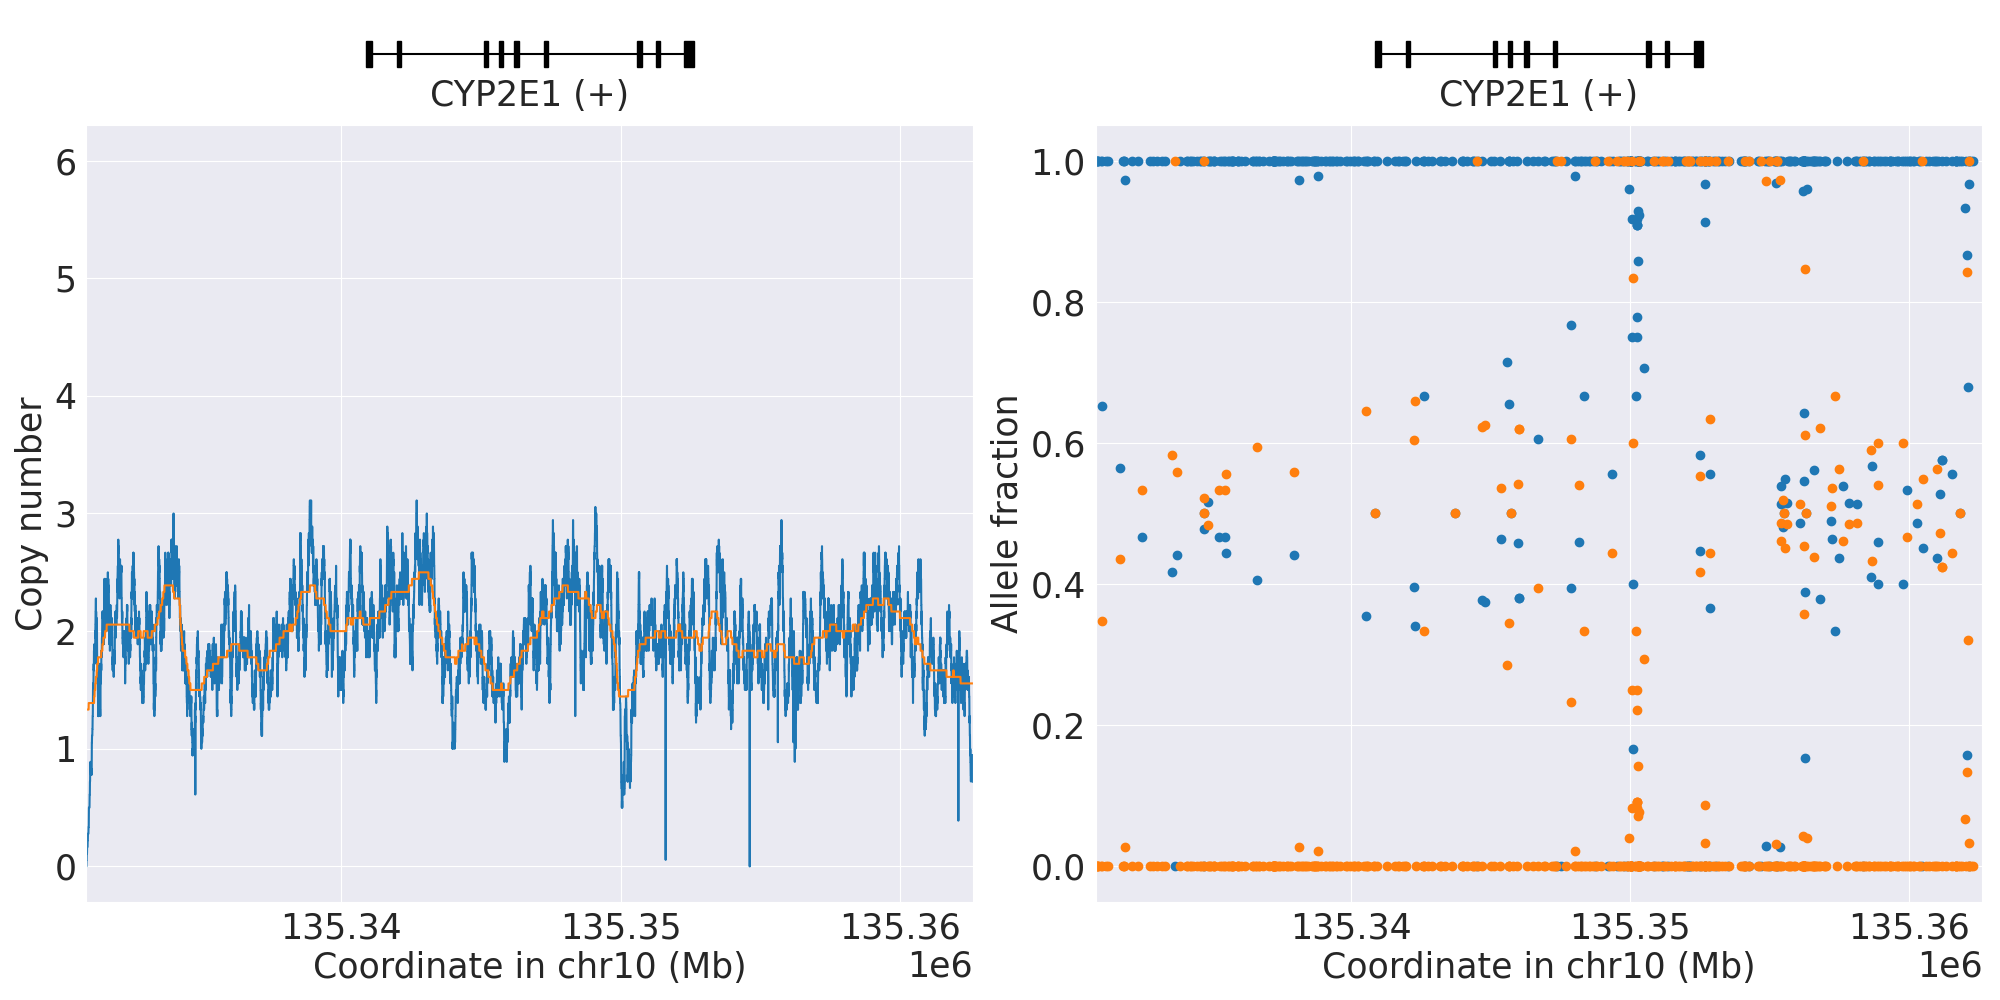 CYP2E1 (+)
6
5
4
3
2
1
0
Copy number
135.34
135.35
135.36
Coordinate in chr10 (Mb)
1e6
CYP2E1 (+)
1.0
0.8
0.6
0.4
0.2
0.0
Allele fraction
135.34
135.35
135.36
Coordinate in chr10 (Mb)
1e6